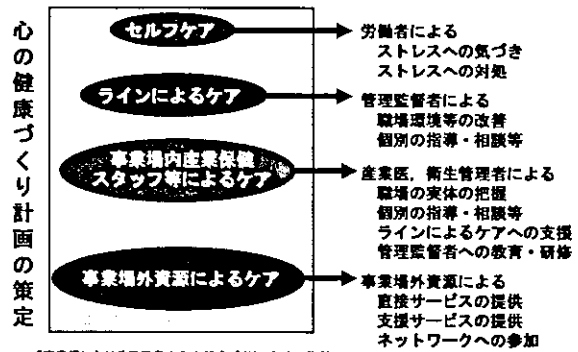 心の健康づくり計画の策定
セルフケア
労働者による
ストレスへの気づき
ストレスへの対処
ラインによるケア
管理監督者による
職場環境等の改善
個別の指導・相談等
事業場内産業保健
スタッフ等によるケア
産業医，衛生管理者による
職場の実体の把握
個別の指導・相談等
ラインによるケアへの支援
管理監督者への教育・研修
事業場外資源によるケア
事業場外資源による
直接サービスの提供
支援サービスの提供
ネットワークへの参加